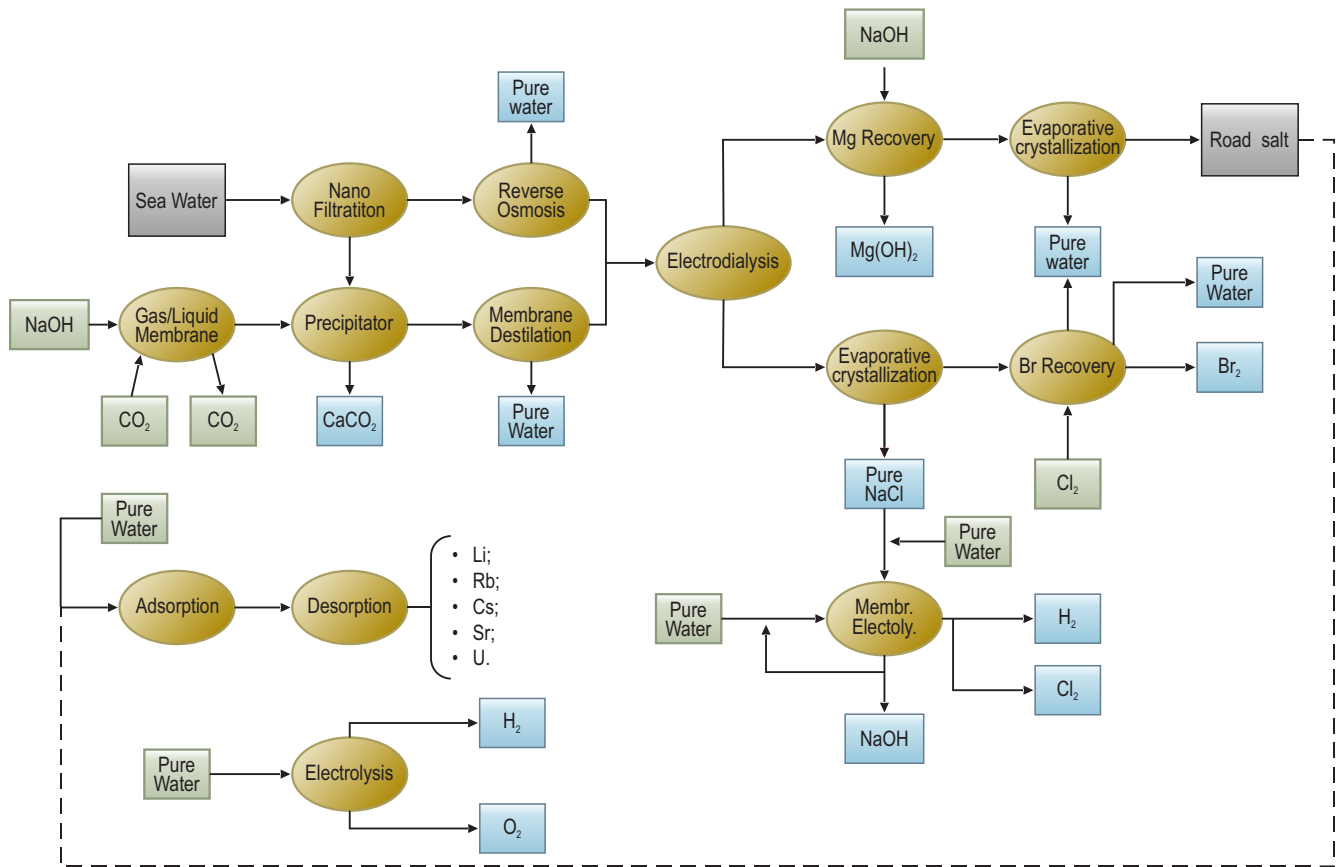 NaOH
Pure
water
Mg Recovery
Evaporative
crystallization
Road salt
Sea Water
Nano
Filtratiton
Reverse
Osmosis
Mg(OH)₂
Pure
water
Electrodialysis
Pure
Water
NaOH
Gas/Liquid
Membrane
Precipitator
Membrane
Destilation
Evaporative
crystallization
Br Recovery
Br₂
CO₂
CO₂
CaCO₂
Pure
Water
Pure
NaCl
Cl₂
Pure
Water
Pure
Water
Adsorption
Desorption
• Li;
• Rb;
• Cs;
• Sr;
• U.
Pure
Water
Membr.
Electoly.
H₂
Cl₂
NaOH
H₂
Pure
Water
Electrolysis
O₂